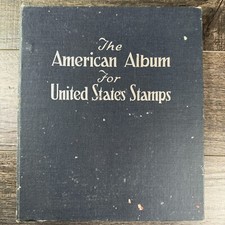 The
American Album
For
United States Stamps